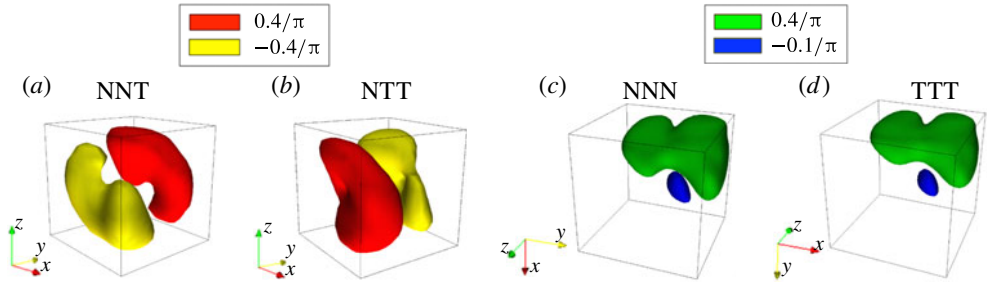 0.4/π
−0.4/π
0.4/π
−0.1/π
(a) NNT
(b) NTT
(c) NNN
(d) TTT
z
y
x
z
y
x
z
y
x
z
x
y